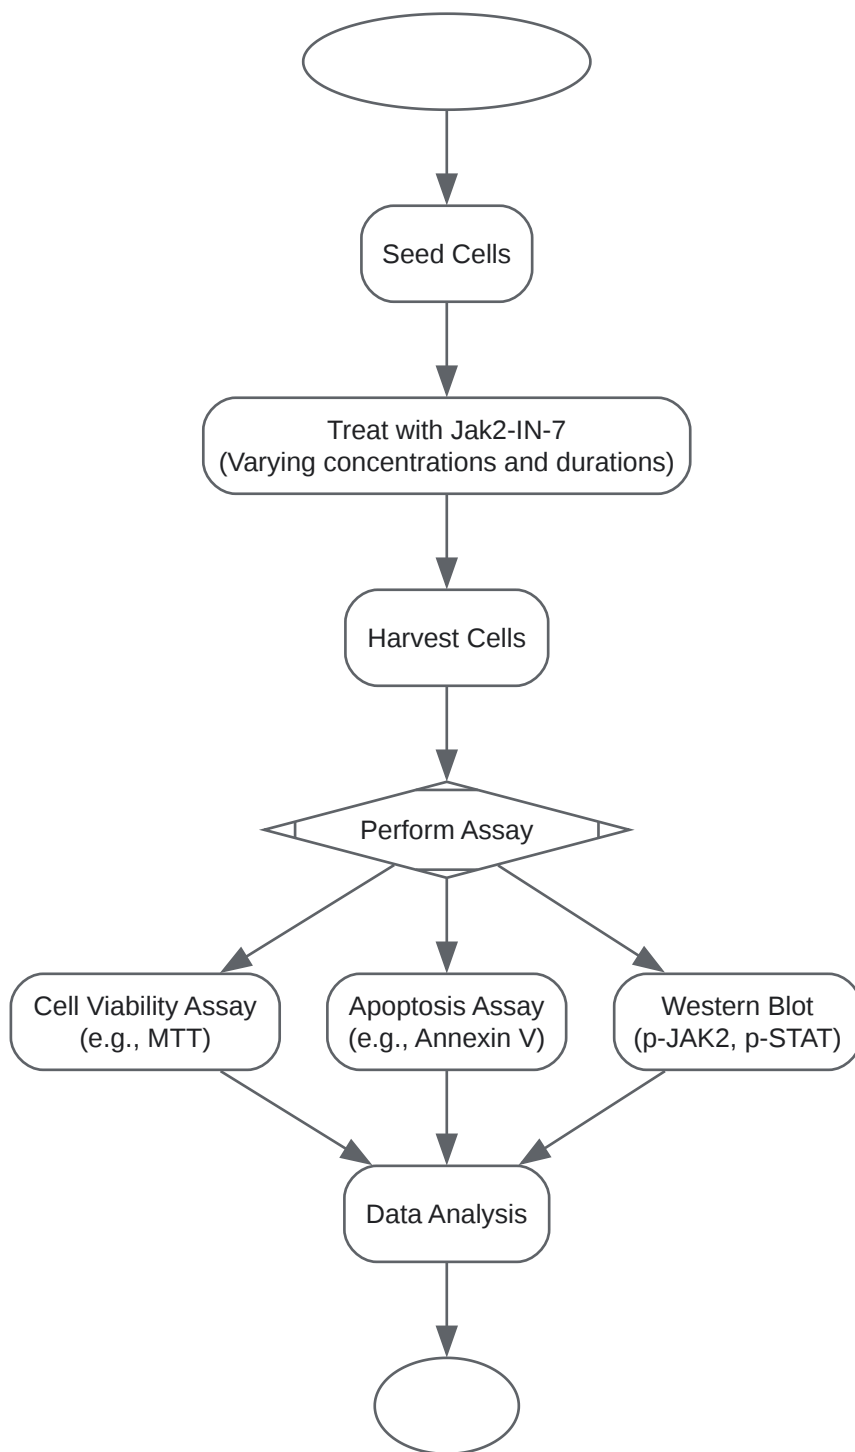 Seed Cells
Treat with Jak2-IN-7
(Varying concentrations and durations)
Harvest Cells
Perform Assay
Cell Viability Assay
(e.g., MTT)
Apoptosis Assay
(e.g., Annexin V)
Western Blot
(p-JAK2, p-STAT)
Data Analysis